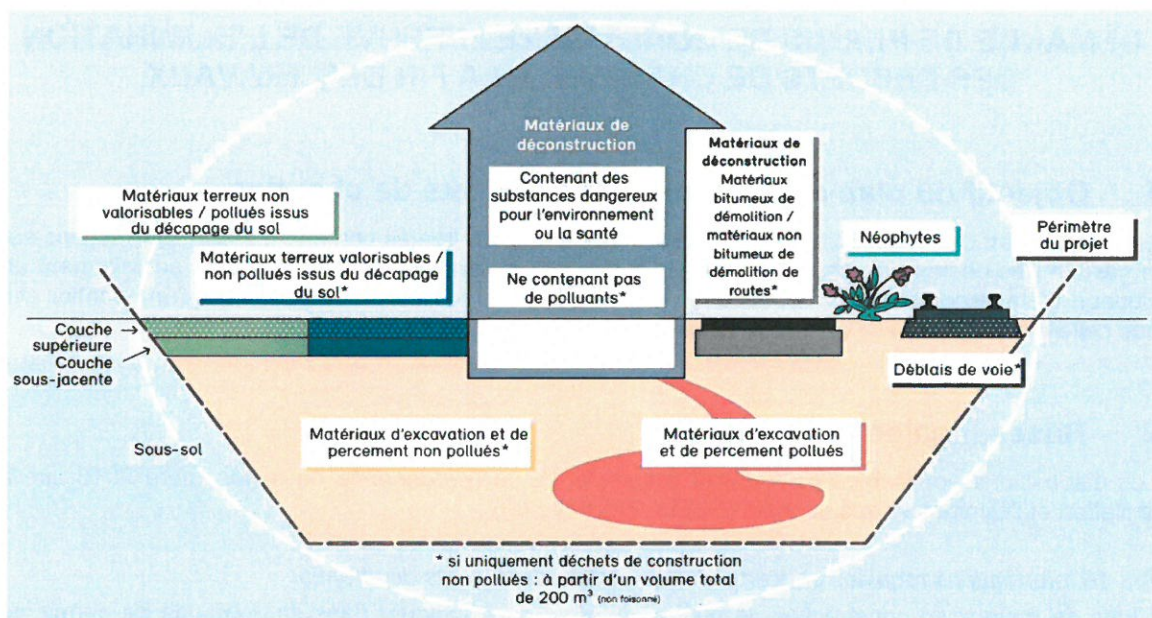 Matériaux de
déconstruction
Contenant des
substances dangereux
pour l'environnement
ou la santé
Ne contenant pas
de polluants*
Matériaux de
déconstruction
Matériaux
bitumeux de
démolition /
matériaux non
bitumeux de
démolition de
routes*
Matériaux terreux non
valorisables / pollués issus
du décapage du sol
Matériaux terreux valorisables /
non pollués issus du décapage
du sol*
Néophytes
Périmètre
du projet
Couche
supérieure
Couche
sous-jacente
Déblais de voie*
Sous-sol
Matériaux d'excavation et de
percement non pollués*
Matériaux d'excavation
et de percement pollués
* si uniquement déchets de construction
non pollués : à partir d'un volume total
de 200 m³ (non foisonné)